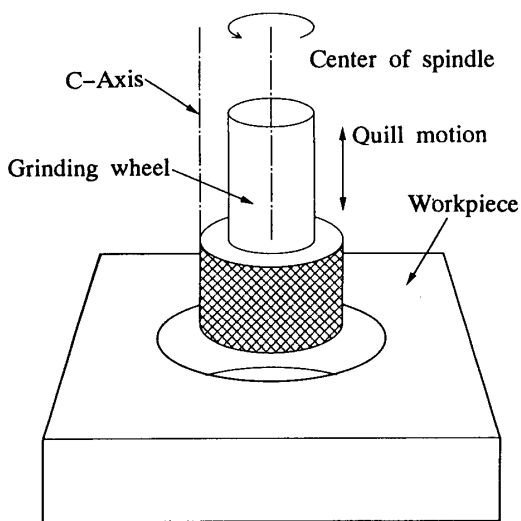 Center of spindle
C-Axis
Quill motion
Grinding wheel
Workpiece